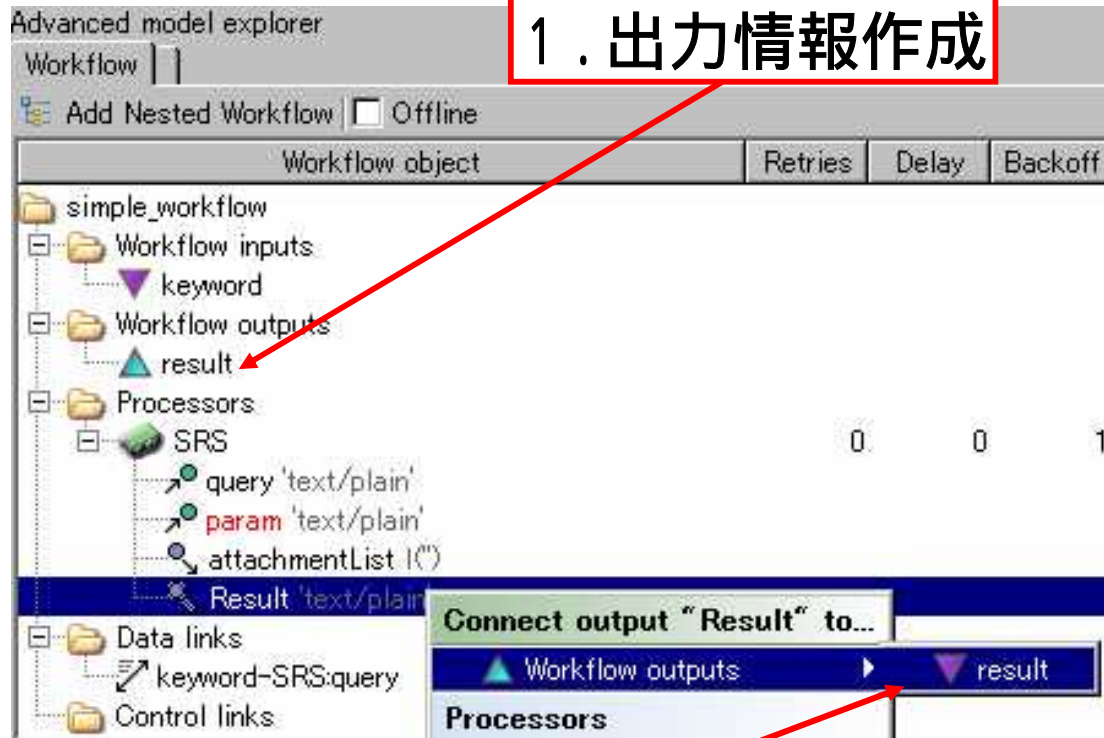 Advanced model explorer
1．出力情報作成
Workflow
Add Nested Workflow Offline
Workflow object Retries Delay Backoff
simple_workflow
Workflow inputs
keyword
Workflow outputs
result
Processors
SRS 0 0 1
query 'text/plain'
param 'text/plain'
attachmentList l('')
Result 'text/plain
Connect output "Result" to...
Data links
Workflow outputs result
keyword-SRS:query
Control links
Processors